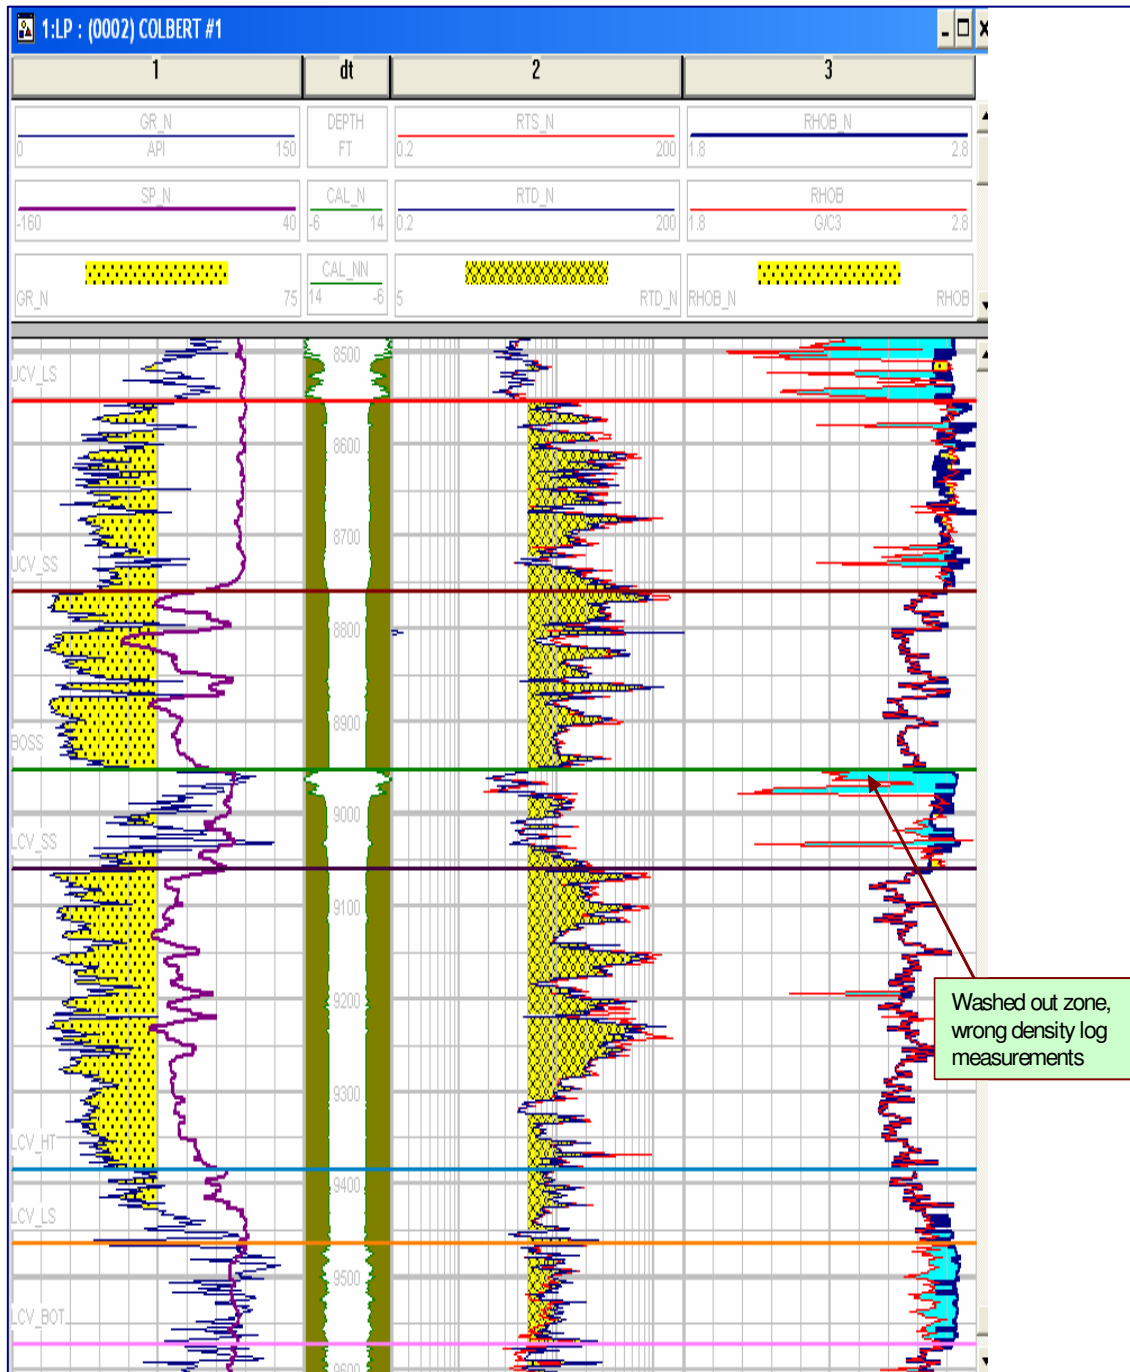 1:LP : (0002) COLBERT #1
1 dt 2 3
GR_N DEPTH RTS_N RHOB_N
0 API 150 FT 0.2 200 1.8 2.8
SP_N CAL_N RTD_N RHOB
-160 40 -6 14 0.2 200 1.8 G/C3 2.8
CAL_NN
GR_N 75 14 -6 5 RTD_N RHOB_N RHOB
8500
UCV_LS
8600
8700
UCV_SS
8800
8900
BOSS
9000
LCV_SS
9100
9200
Washed out zone,
wrong density log
measurements
9300
LCV_HT
9400
LCV_LS
9500
LCV_BOT
9600